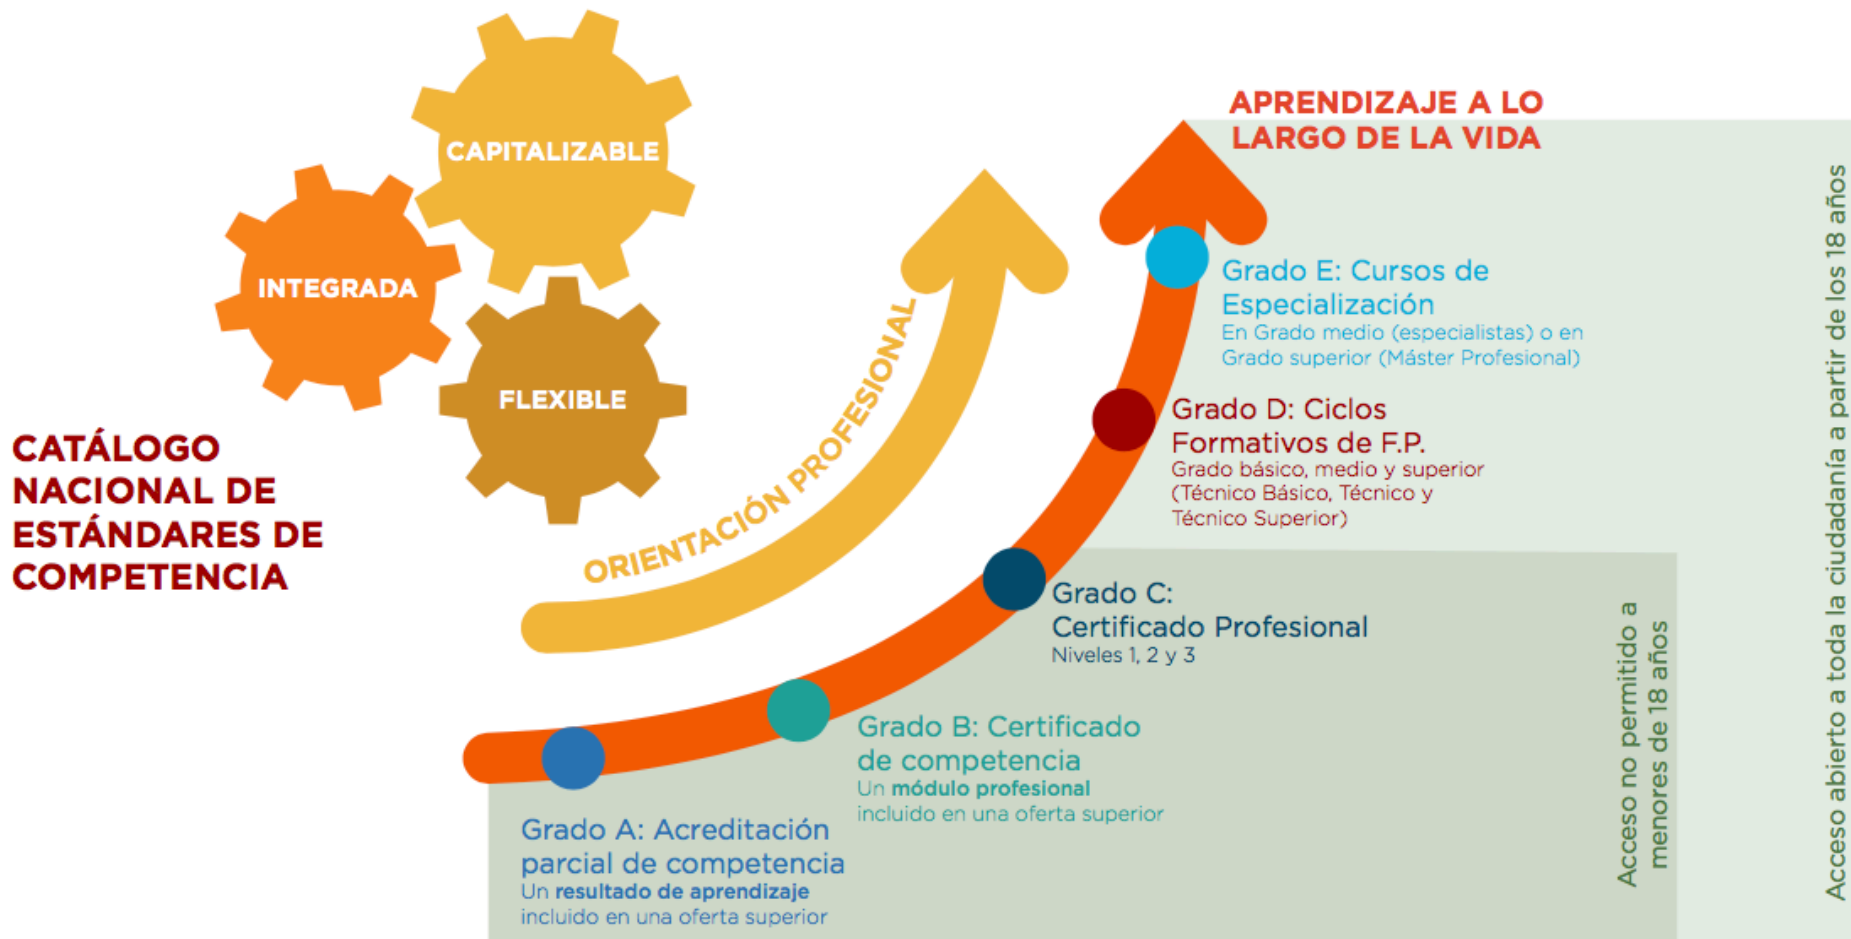 CAPITALIZABLE
INTEGRADA
FLEXIBLE
CATÁLOGO
NACIONAL DE
ESTÁNDARES DE
COMPETENCIA
ORIENTACIÓN PROFESIONAL
APRENDIZAJE A LO
LARGO DE LA VIDA
Grado E: Cursos de
Especialización
En Grado medio (especialistas) o en
Grado superior (Máster Profesional)
Grado D: Ciclos
Formativos de F.P.
Grado básico, medio y superior
(Técnico Básico, Técnico y
Técnico Superior)
Grado C:
Certificado Profesional
Niveles 1, 2 y 3
Grado B: Certificado
de competencia
Un módulo profesional
incluido en una oferta superior
Grado A: Acreditación
parcial de competencia
Un resultado de aprendizaje
incluido en una oferta superior
Acceso no permitido a
menores de 18 años
Acceso abierto a toda la ciudadanía a partir de los 18 años